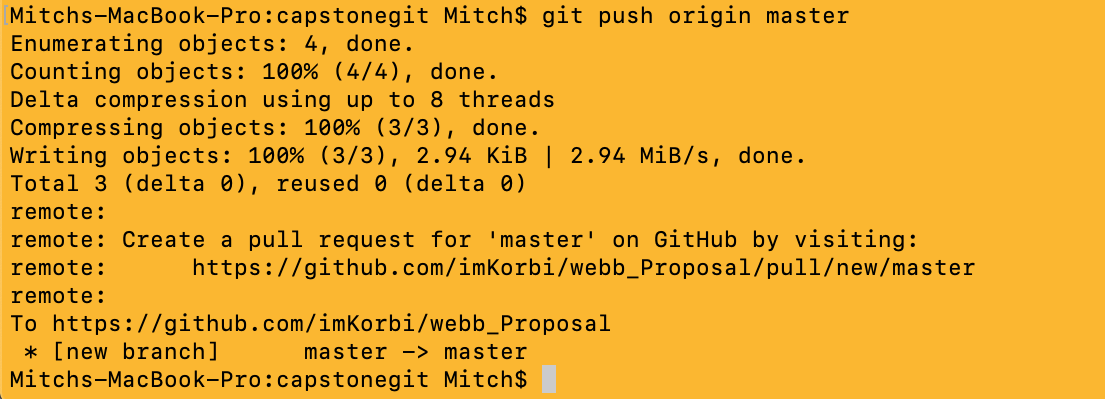 Mitchs-MacBook-Pro:capstonegit Mitch$ git push origin master
Enumerating objects: 4, done.
Counting objects: 100% (4/4), done.
Delta compression using up to 8 threads
Compressing objects: 100% (3/3), done.
Writing objects: 100% (3/3), 2.94 KiB | 2.94 MiB/s, done.
Total 3 (delta 0), reused 0 (delta 0)
remote:
remote: Create a pull request for 'master' on GitHub by visiting:
remote:      https://github.com/imKorbi/webb_Proposal/pull/new/master
remote:
To https://github.com/imKorbi/webb_Proposal
 * [new branch]      master -> master
Mitchs-MacBook-Pro:capstonegit Mitch$